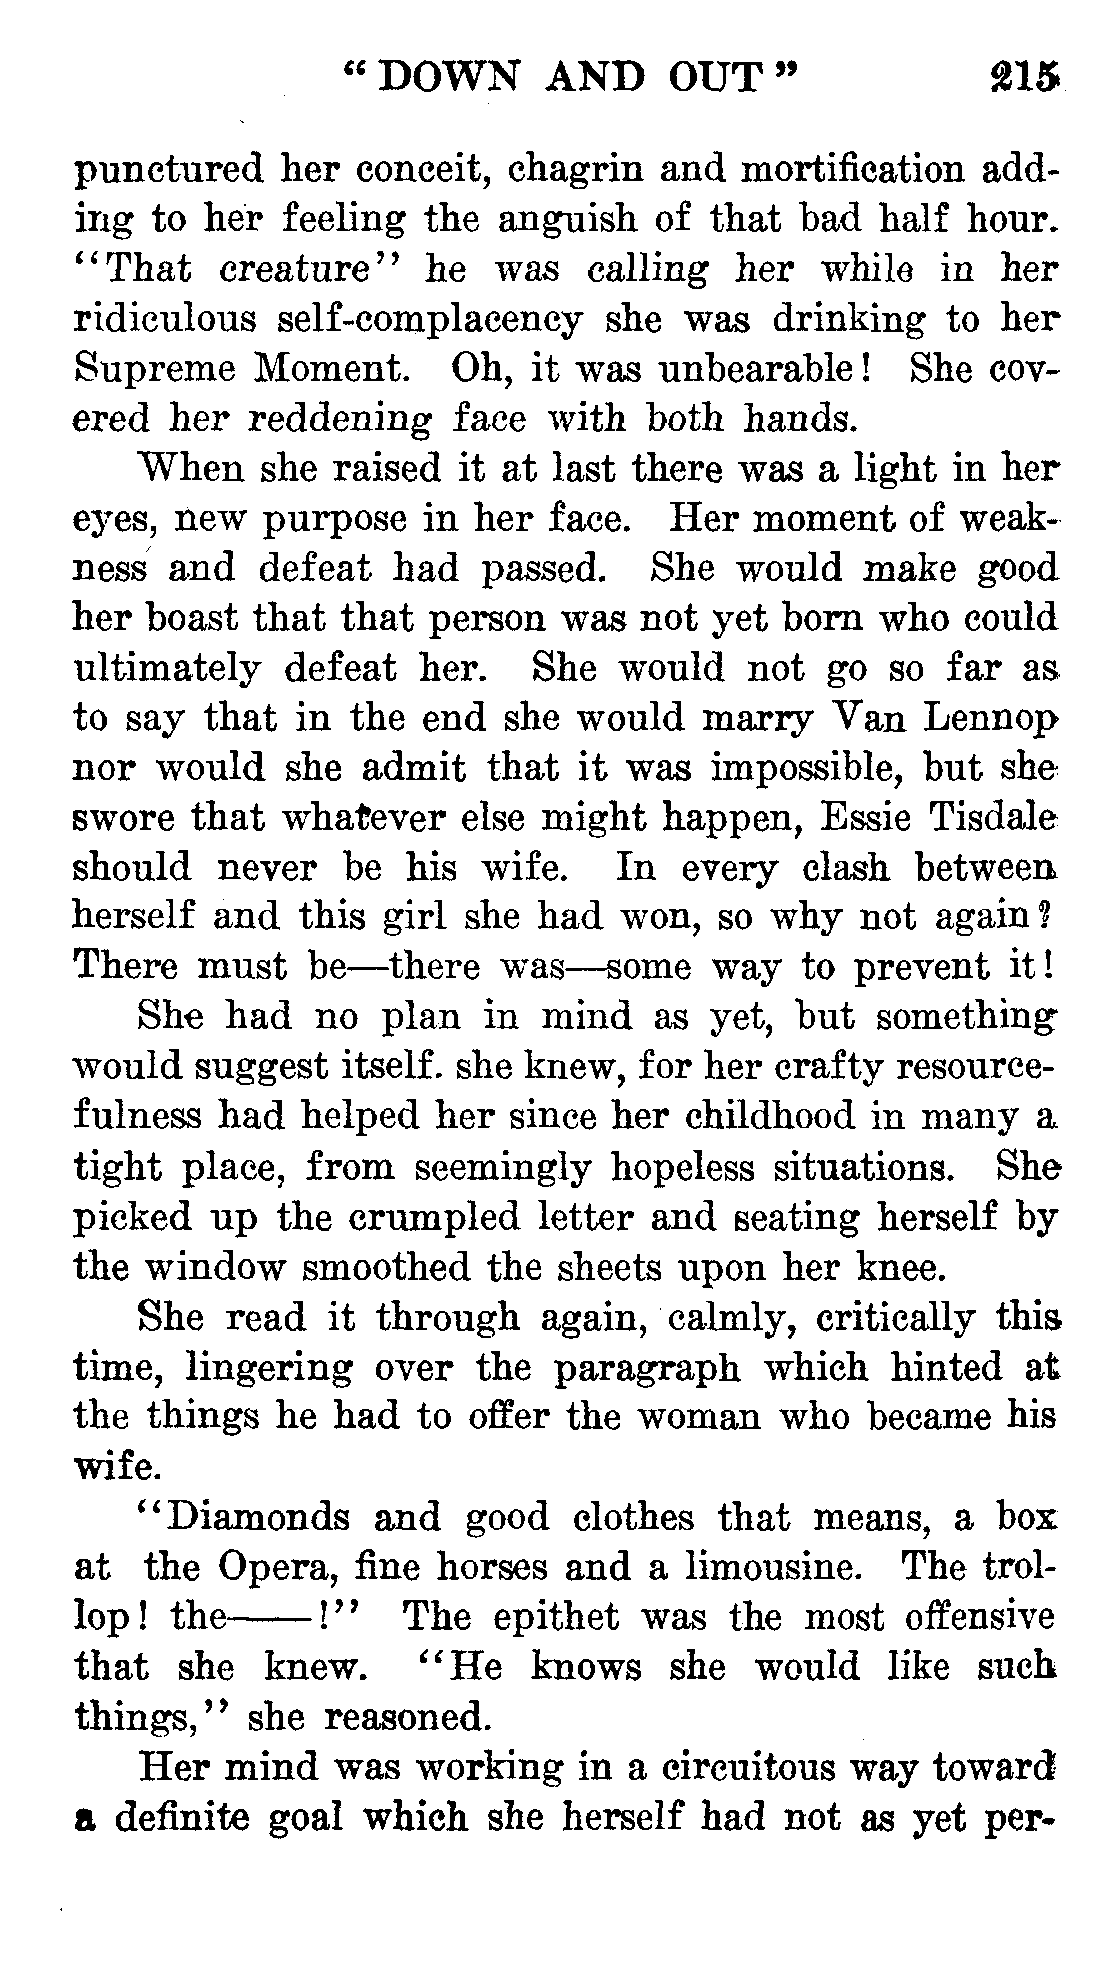 “DOWN AND OUT” 215
punctured her conceit, chagrin and mortification add-
ing to her feeling the anguish of that bad half hour.
“That creature” he was calling her while in her
ridiculous self-complacency she was drinking to her
Supreme Moment. Oh, it was unbearable! She cov-
ered her reddening face with both hands.
When she raised it at last there was a light in her
eyes, new purpose in her face. Her moment of weak-
ness and defeat had passed. She would make good
her boast that that person was not yet born who could
ultimately defeat her. She would not go so far as
to say that in the end she would marry Van Lennop
nor would she admit that it was impossible, but she
swore that whatever else might happen, Essie Tisdale
should never be his wife. In every clash between
herself and this girl she had won, so why not again?
There must be—there was—some way to prevent it!
She had no plan in mind as yet, but something
would suggest itself. she knew, for her crafty resource-
fulness had helped her since her childhood in many a
tight place, from seemingly hopeless situations. She
picked up the crumpled letter and seating herself by
the window smoothed the sheets upon her knee.
She read it through again, calmly, critically this
time, lingering over the paragraph which hinted at
the things he had to offer the woman who became his
wife.
“Diamonds and good clothes that means, a box
at the Opera, fine horses and a limousine. The trol-
lop! the——!” The epithet was the most offensive
that she knew. “He knows she would like such
things,” she reasoned.
Her mind was working in a circuitous way toward
a definite goal which she herself had not as yet per-